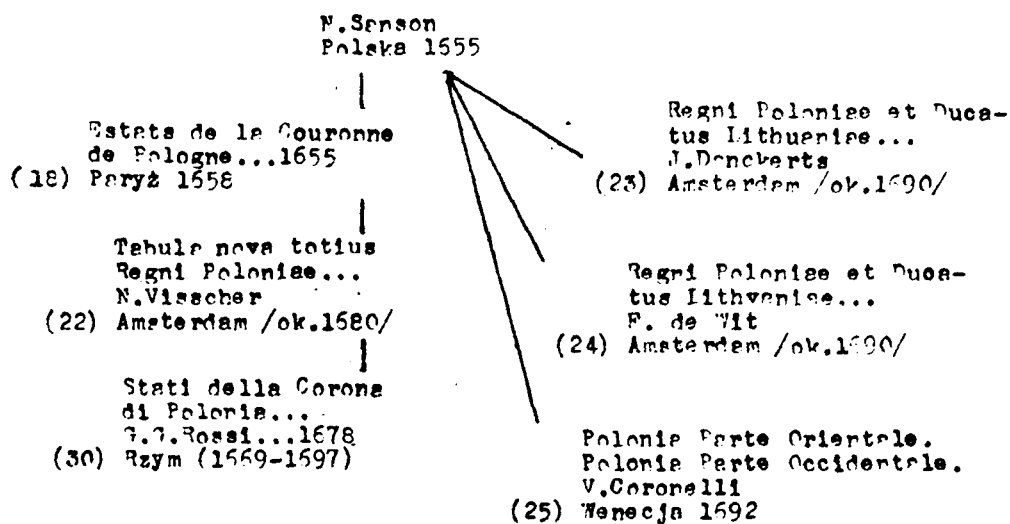 N.Sanson
Polska 1655
Estats de la Couronne
de Pologne...1655
(18) Paryż 1658
Tabula nova totius
Regni Poloniae...
N.Visscher
(22) Amsterdam /ok.1680/
Stati della Corona
di Polonia...
G.G.Rossi...1678
(30) Rzym (1669-1697)
Regni Poloniae et Duca-
tus Lithuaniae...
J.Danckerts
(23) Amsterdam /ok.1690/
Regni Poloniae et Duca-
tus Lithvaniae...
F. de Wit
(24) Amsterdam /ok.1690/
Polonia Parte Orientale.
Polonia Parte Occidentale.
V.Coronelli
(25) Wenecja 1692